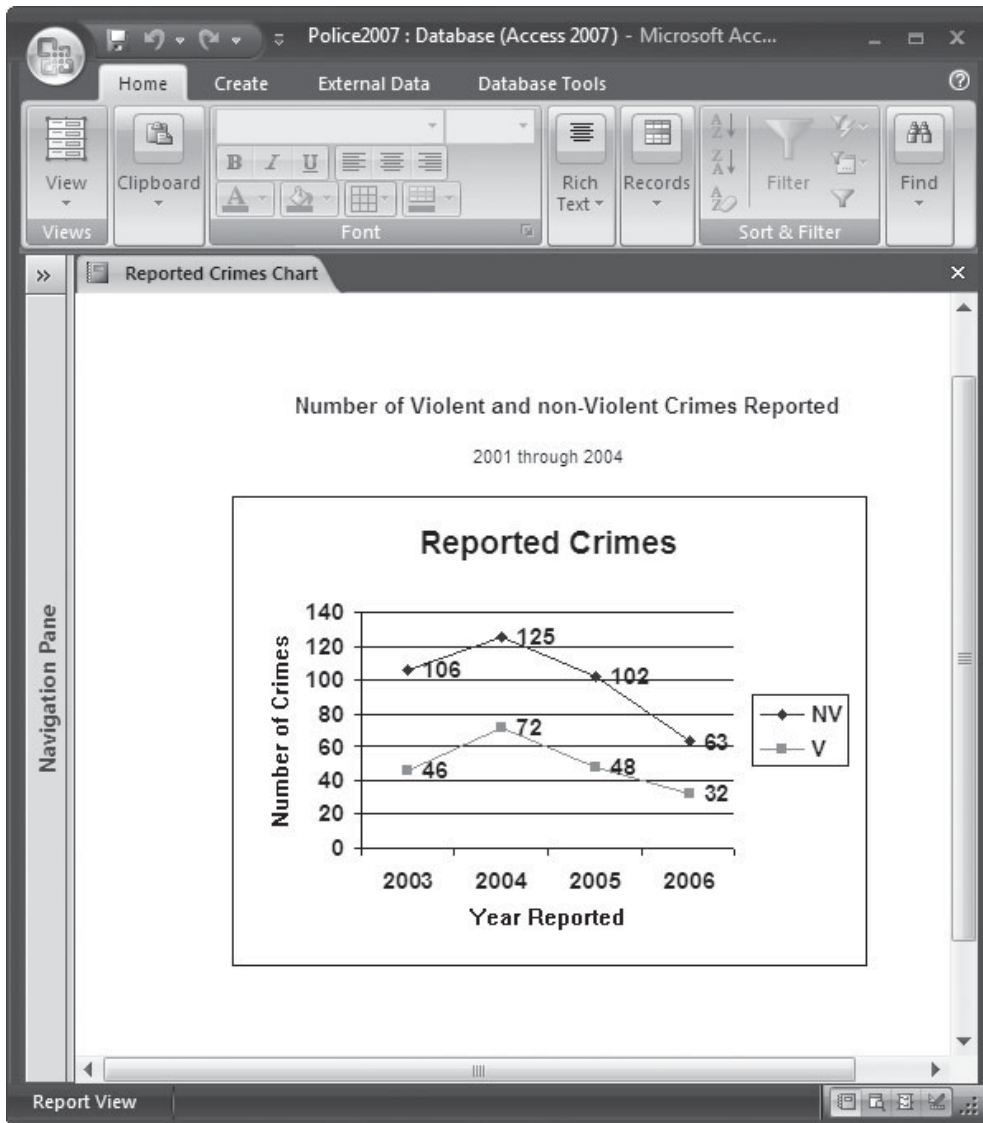 Police2007 : Database (Access 2007) - Microsoft Acc...
Home Create External Data Database Tools
View
Clipboard
B I U
A
Rich
Text
Records
Filter
Find
Views
Font
Sort & Filter
Reported Crimes Chart
Navigation Pane
Number of Violent and non-Violent Crimes Reported
2001 through 2004
Reported Crimes
Number of Crimes
140
120
100
80
60
40
20
0
106
125
102
63
46
72
48
32
NV
V
2003 2004 2005 2006
Year Reported
Report View